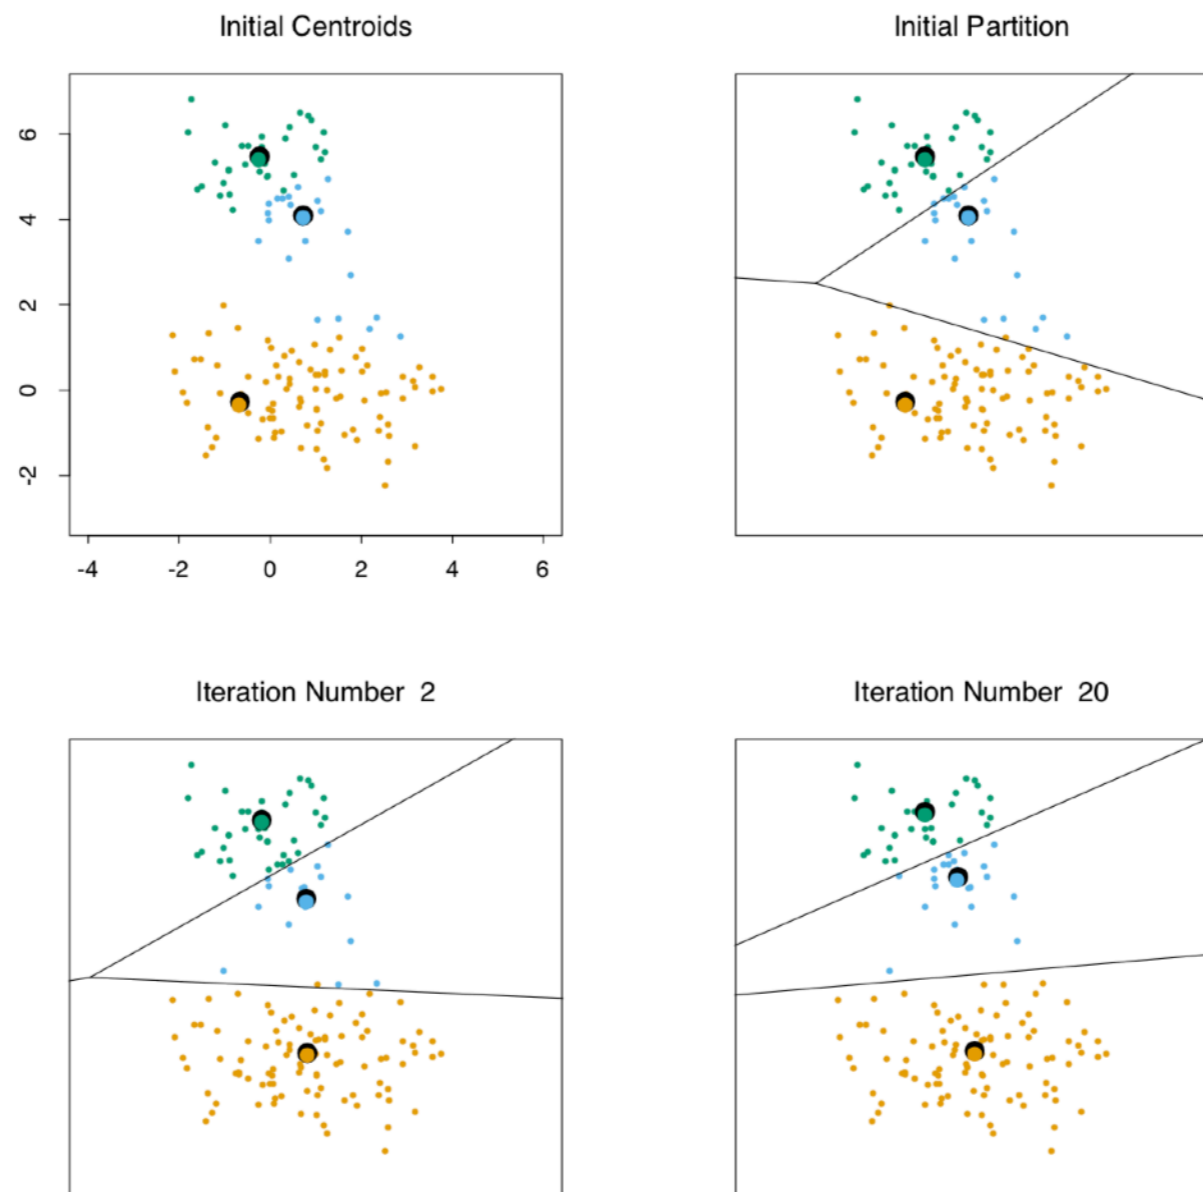 Initial Centroids
Initial Partition
6
4
2
0
-2
-4 -2 0 2 4 6
Iteration Number 2
Iteration Number 20